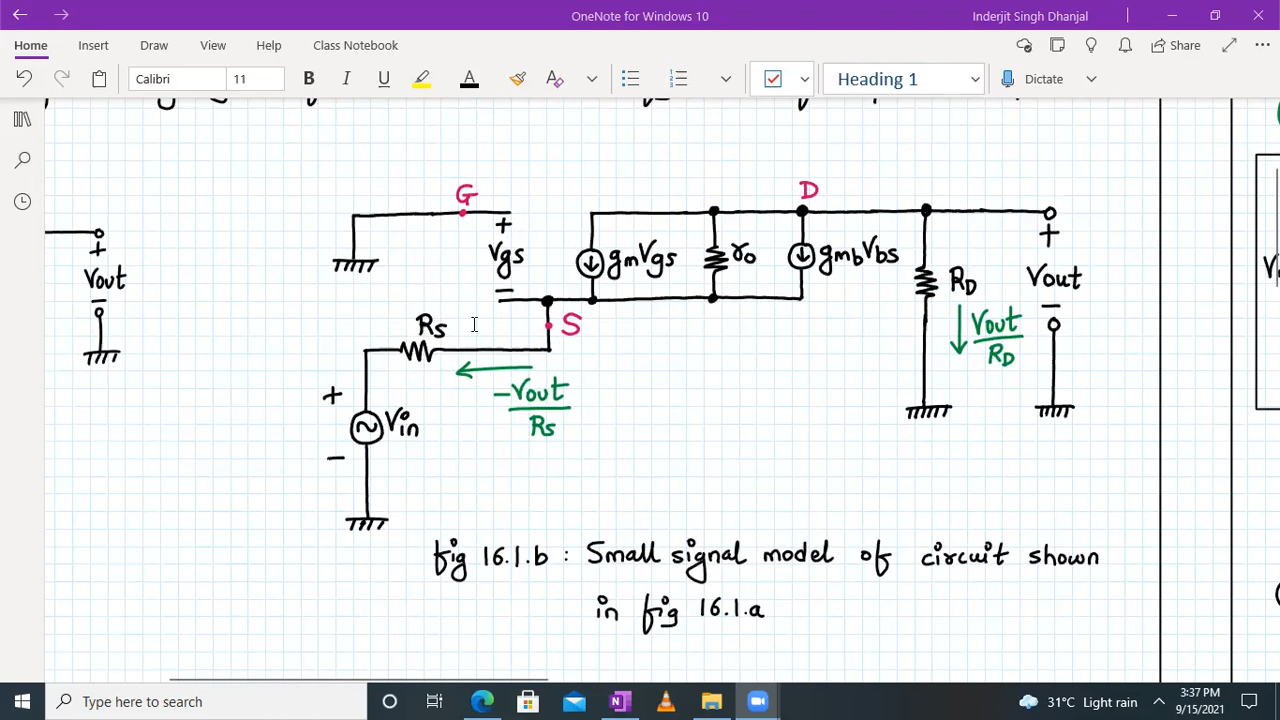 OneNote for Windows 10
Inderjit Singh Dhanjal
Home Insert Draw View Help Class Notebook
Share
Calibri 11 B I U A Heading 1 Dictate
G D
+ + +
Vgs gmVgs ro gmbVbs RD Vout
Vout
− − −
Rs S
Vout
RD
+
−Vout
Rs
Vin
−
fig 16.1.b : Small signal model of circuit shown
in fig 16.1.a
Type here to search
31°C Light rain
3:37 PM
9/15/2021